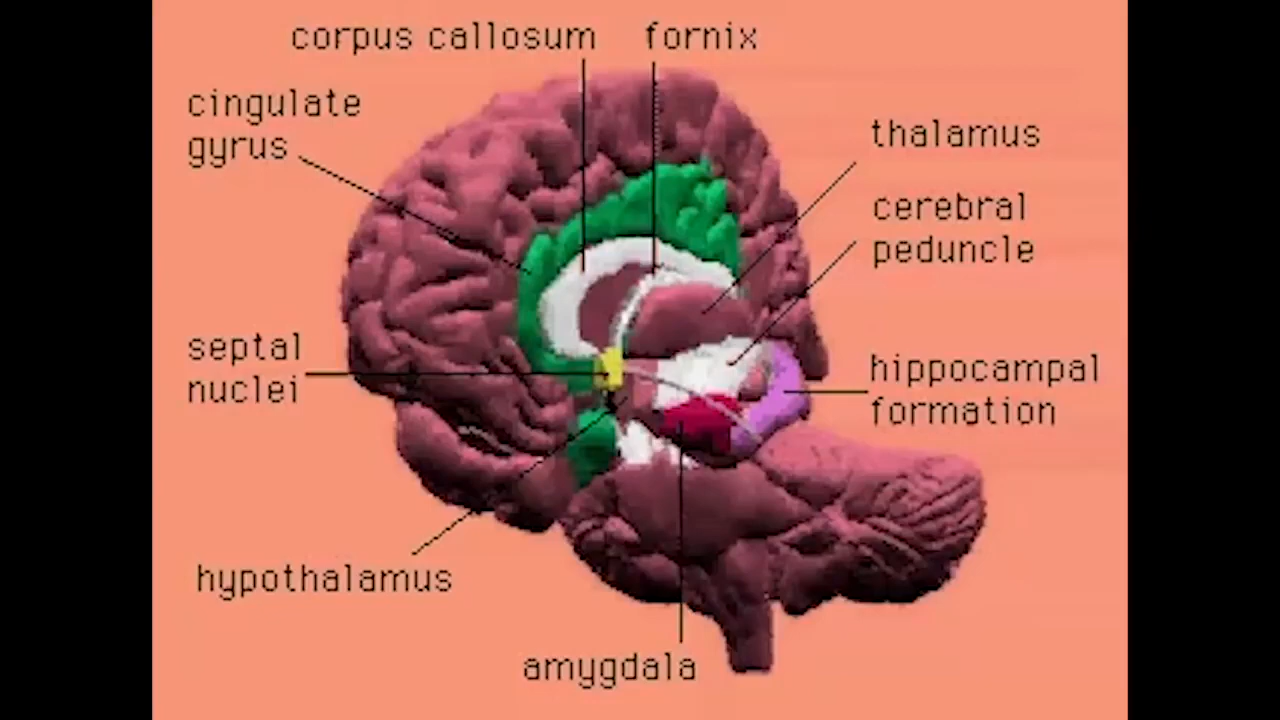 corpus callosum
fornix
cingulate
gyrus
thalamus
cerebral
peduncle
septal
nuclei
hippocampal
formation
hypothalamus
amygdala